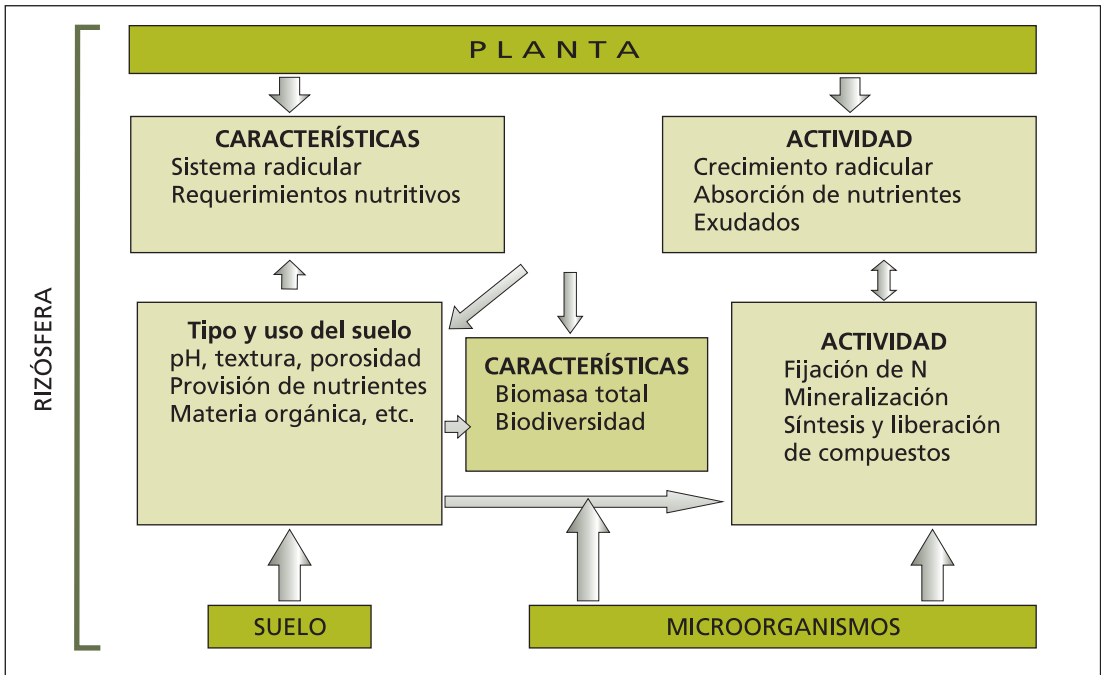 PLANTA
CARACTERÍSTICAS
Sistema radicular
Requerimientos nutritivos
ACTIVIDAD
Crecimiento radicular
Absorción de nutrientes
Exudados
RIZÓSFERA
Tipo y uso del suelo
pH, textura, porosidad
Provisión de nutrientes
Materia orgánica, etc.
CARACTERÍSTICAS
Biomasa total
Biodiversidad
ACTIVIDAD
Fijación de N
Mineralización
Síntesis y liberación
de compuestos
SUELO
MICROORGANISMOS